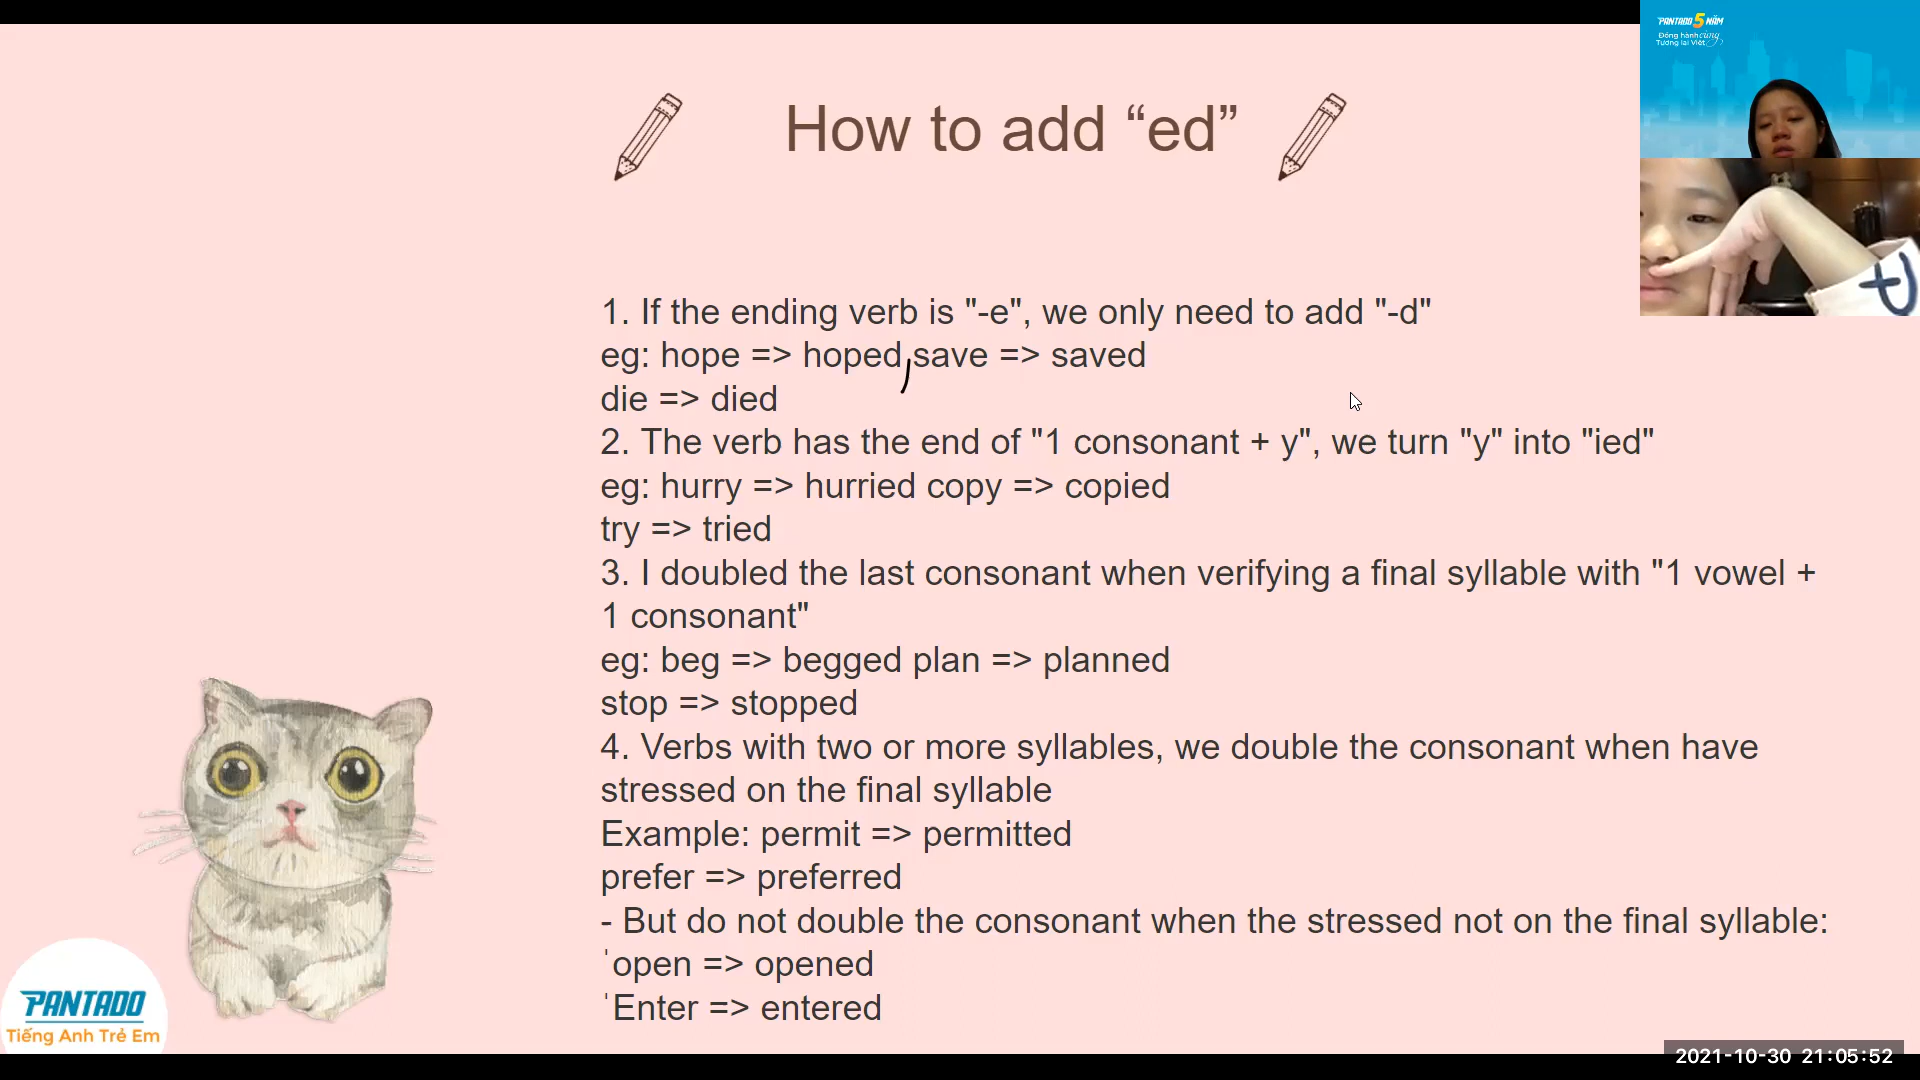 PANTADO 5 NĂM
Đồng hành cùng
Tương lai Việt
How to add “ed”
1. If the ending verb is "-e", we only need to add "-d"
eg: hope => hoped,save => saved
die => died
2. The verb has the end of "1 consonant + y", we turn "y" into "ied"
eg: hurry => hurried copy => copied
try => tried
3. I doubled the last consonant when verifying a final syllable with "1 vowel +
1 consonant"
eg: beg => begged plan => planned
stop => stopped
4. Verbs with two or more syllables, we double the consonant when have
stressed on the final syllable
Example: permit => permitted
prefer => preferred
- But do not double the consonant when the stressed not on the final syllable:
ˈopen => opened
ˈEnter => entered
PANTADO
Tiếng Anh Trẻ Em
2021-10-30 21:05:52